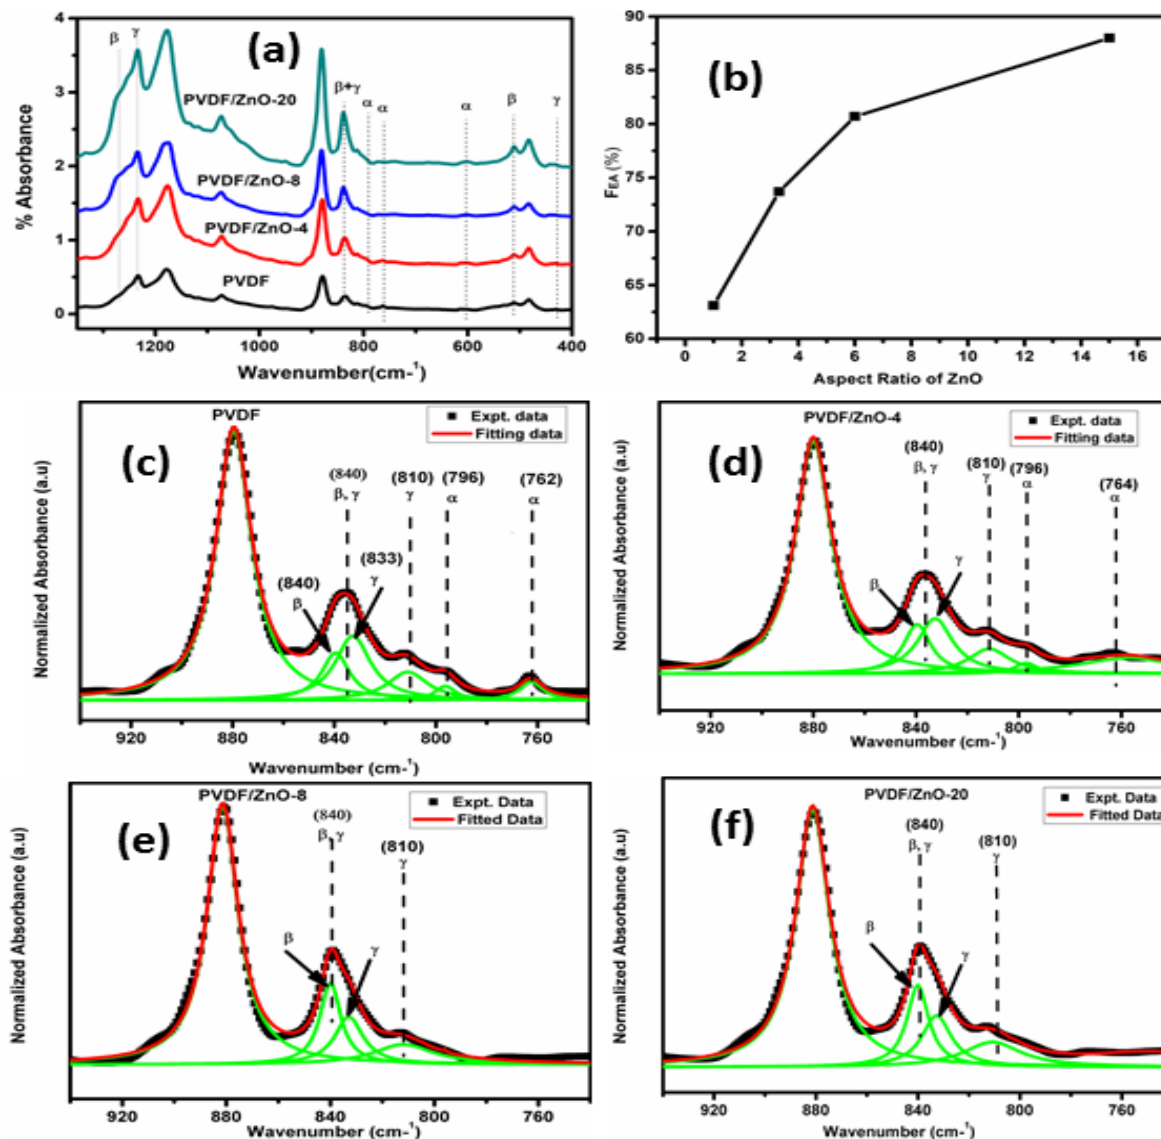 (a)
β γ
β+γ
α α α β γ
PVDF/ZnO-20
PVDF/ZnO-8
PVDF/ZnO-4
PVDF
% Absorbance
4
3
2
1
0
1200 1000 800 600 400
Wavenumber(cm-¹)
(b)
F_EA (%)
90
85
80
75
70
65
60
0 2 4 6 8 10 12 14 16
Aspect Ratio of ZnO
(c)
PVDF
Expt. data
Fitting data
(840)
β, γ
(810)
γ
(796)
α
(762)
α
(840)
β
(833)
γ
Normalized Absorbance (a.u)
920 880 840 800 760
Wavenumber (cm-¹)
(d)
PVDF/ZnO-4
Expt. data
Fitting data
(840)
β, γ
(810)
γ
(796)
α
(764)
α
β
γ
Normalized Absorbance (a.u)
920 880 840 800 760
Wavenumber (cm-¹)
(e)
PVDF/ZnO-8
Expt. Data
Fitted Data
(840)
β, γ
(810)
γ
β
γ
Normalized Absorbance (a.u)
920 880 840 800 760
Wavenumber (cm-¹)
(f)
PVDF/ZnO-20
Expt. Data
Fitted Data
(840)
β, γ
(810)
γ
β
γ
Normalized Absorbance (a.u)
920 880 840 800 760
Wavenumber (cm-¹)